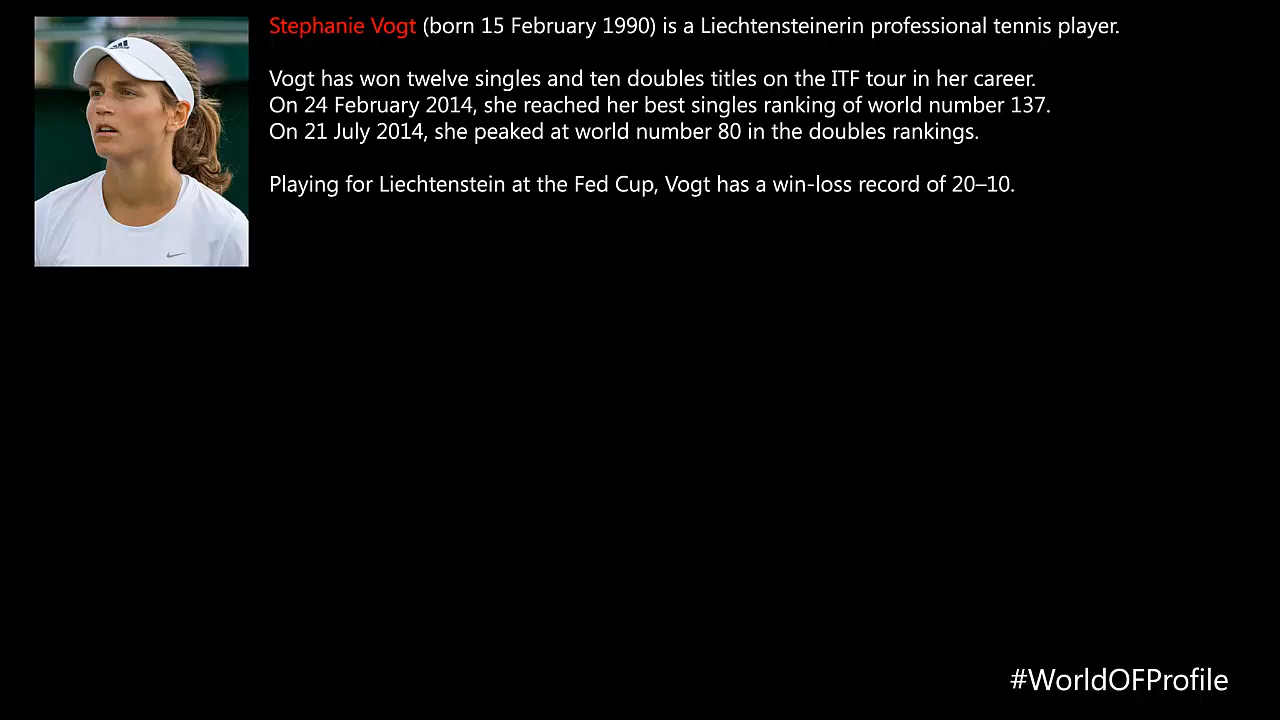 Stephanie Vogt (born 15 February 1990) is a Liechtensteinerin professional tennis player.
Vogt has won twelve singles and ten doubles titles on the ITF tour in her career.
On 24 February 2014, she reached her best singles ranking of world number 137.
On 21 July 2014, she peaked at world number 80 in the doubles rankings.
Playing for Liechtenstein at the Fed Cup, Vogt has a win-loss record of 20–10.
#WorldOFProfile